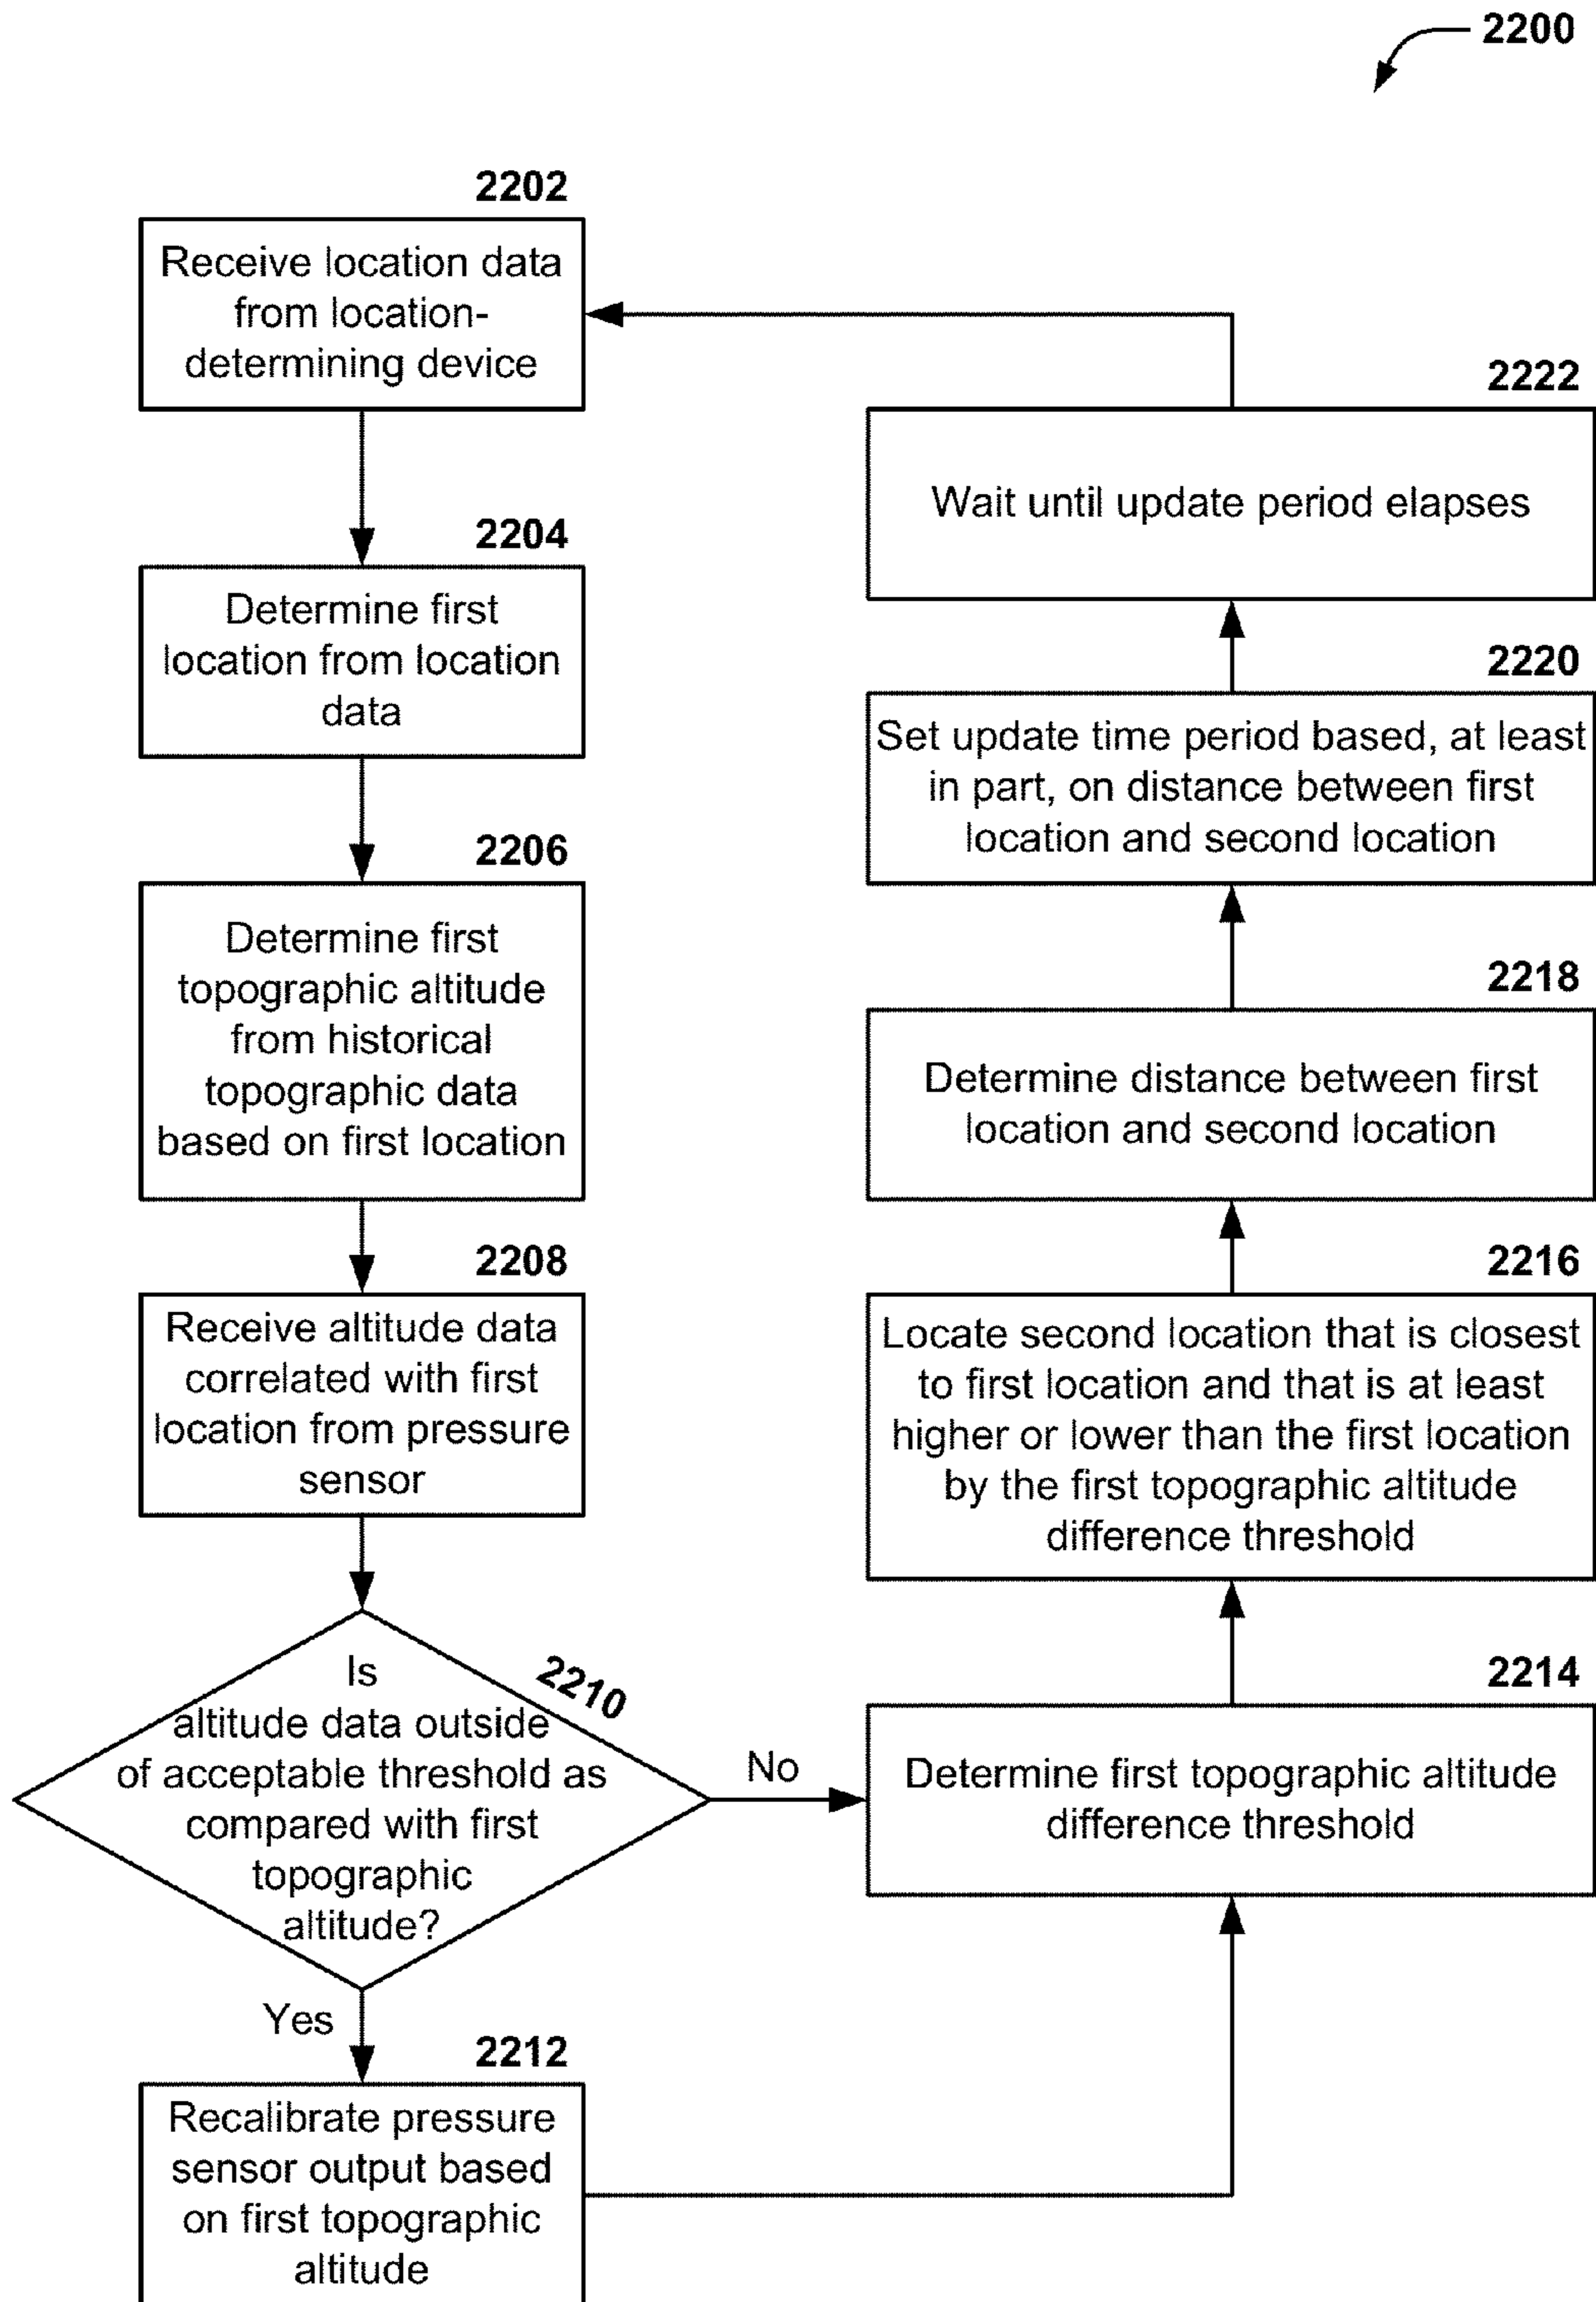 2200
2202
Receive location data
from location-
determining device
2204
Determine first
location from location
data
2206
Determine first
topographic altitude
from historical
topographic data
based on first location
2208
Receive altitude data
correlated with first
location from pressure
sensor
2210
Is
altitude data outside
of acceptable threshold as
compared with first
topographic
altitude?
No
Yes
2212
Recalibrate pressure
sensor output based
on first topographic
altitude
2214
Determine first topographic altitude
difference threshold
2216
Locate second location that is closest
to first location and that is at least
higher or lower than the first location
by the first topographic altitude
difference threshold
2218
Determine distance between first
location and second location
2220
Set update time period based, at least
in part, on distance between first
location and second location
2222
Wait until update period elapses